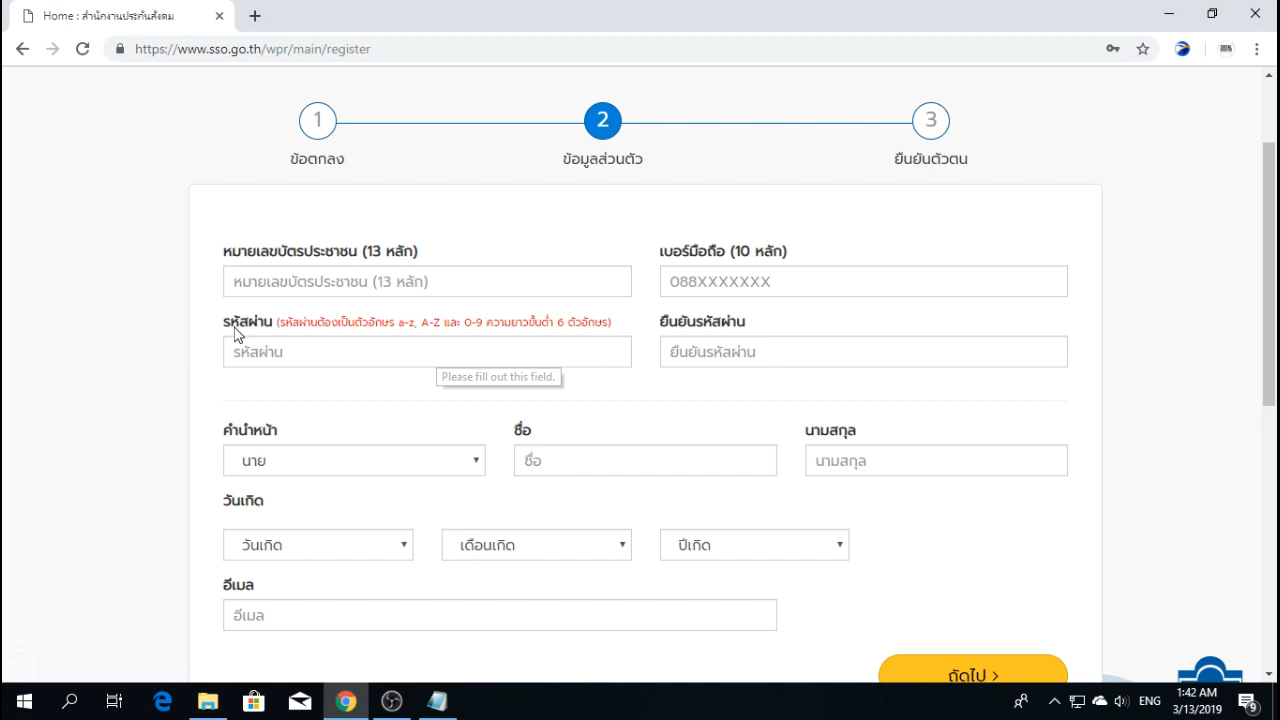 Home : สำนักงานประกันสังคม
https://www.sso.go.th/wpr/main/register
1
2
3
ข้อตกลง
ข้อมูลส่วนตัว
ยืนยันตัวตน
หมายเลขบัตรประชาชน (13 หลัก)
เบอร์มือถือ (10 หลัก)
หมายเลขบัตรประชาชน (13 หลัก)
088XXXXXXX
รหัสผ่าน (รหัสผ่านต้องเป็นตัวอักษร a-z, A-Z และ 0-9 ความยาวขั้นต่ำ 6 ตัวอักษร)
ยืนยันรหัสผ่าน
รหัสผ่าน
ยืนยันรหัสผ่าน
Please fill out this field.
คำนำหน้า
ชื่อ
นามสกุล
นาย
ชื่อ
นามสกุล
วันเกิด
วันเกิด
เดือนเกิด
ปีเกิด
อีเมล
อีเมล
ถัดไป >
ENG
1:42 AM
3/13/2019
9